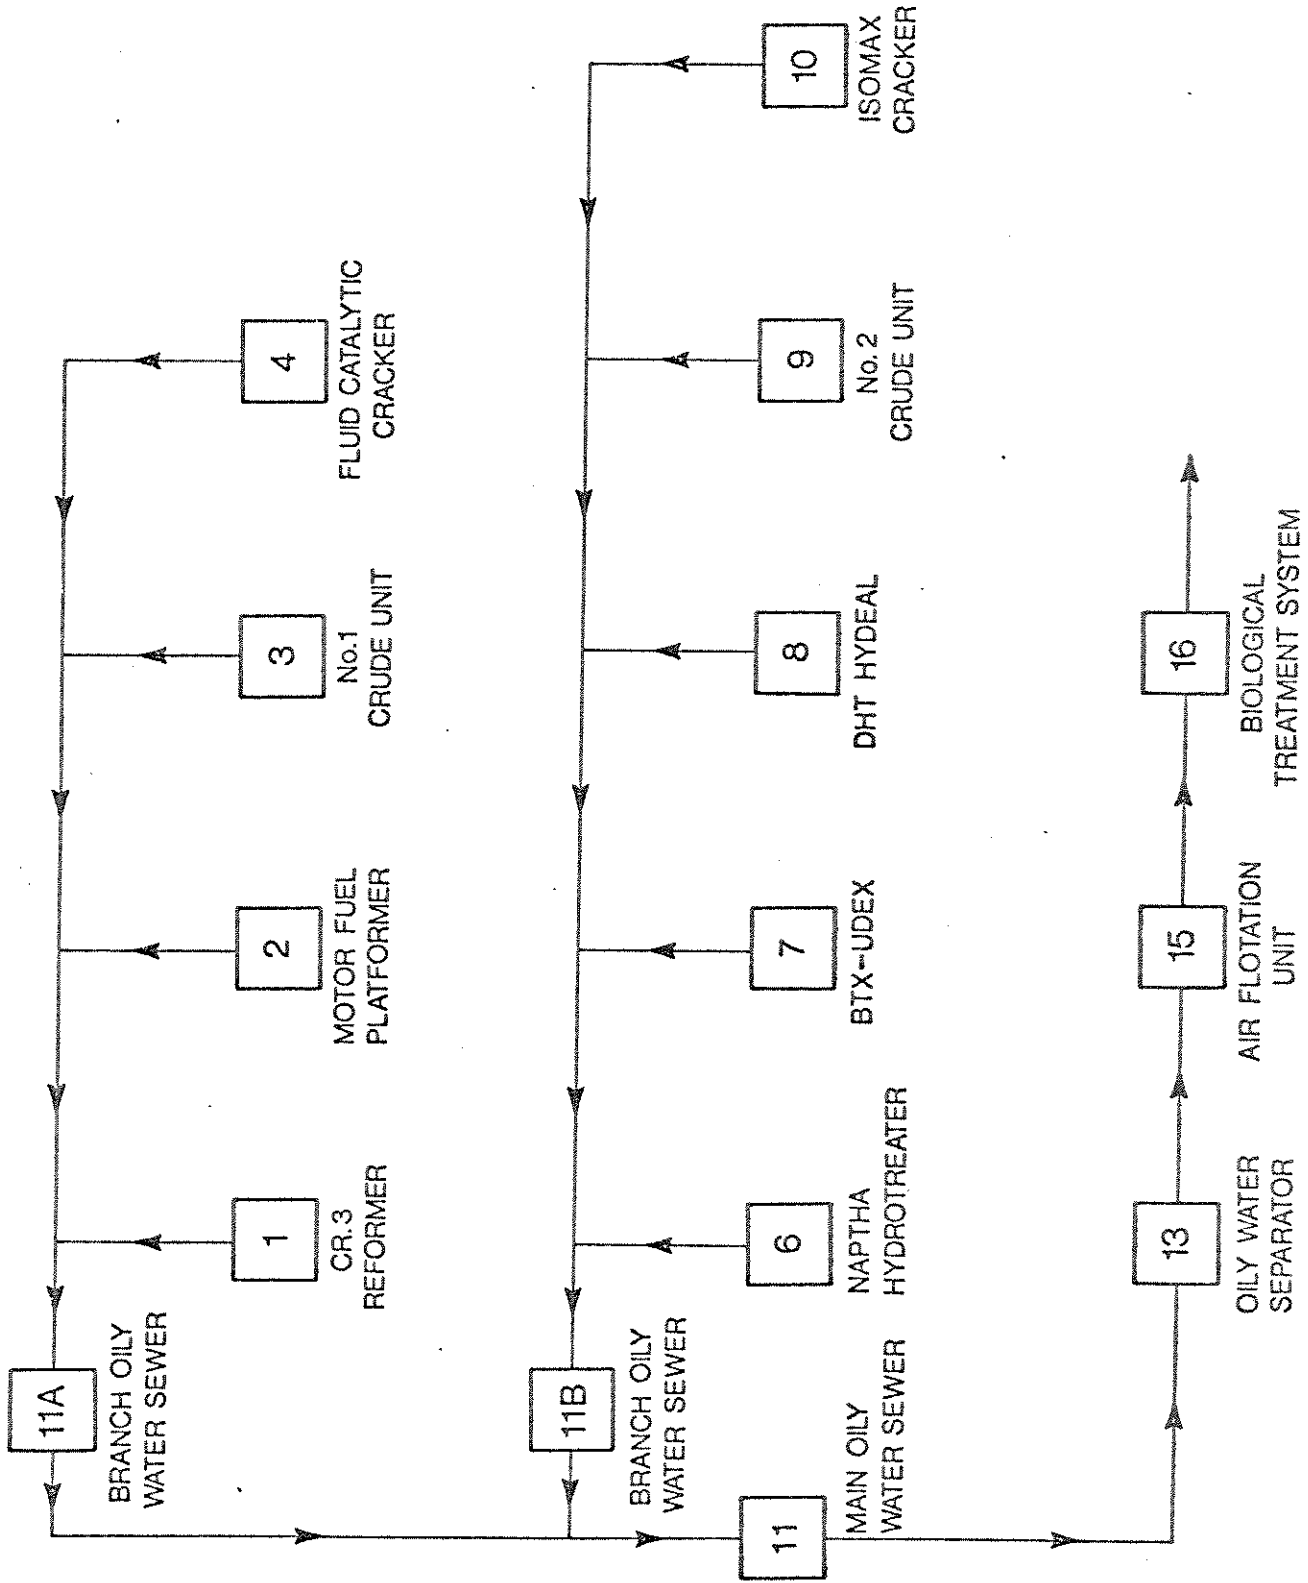 11A
BRANCH OILY
WATER SEWER
1
CR.3
REFORMER
2
MOTOR FUEL
PLATFORMER
3
No.1
CRUDE UNIT
4
FLUID CATALYTIC
CRACKER
11B
BRANCH OILY
WATER SEWER
6
NAPTHA
HYDROTREATER
7
BTX-UDEX
8
DHT HYDEAL
9
No.2
CRUDE UNIT
10
ISOMAX
CRACKER
11
MAIN OILY
WATER SEWER
13
OILY WATER
SEPARATOR
15
AIR FLOTATION
UNIT
16
BIOLOGICAL
TREATMENT SYSTEM